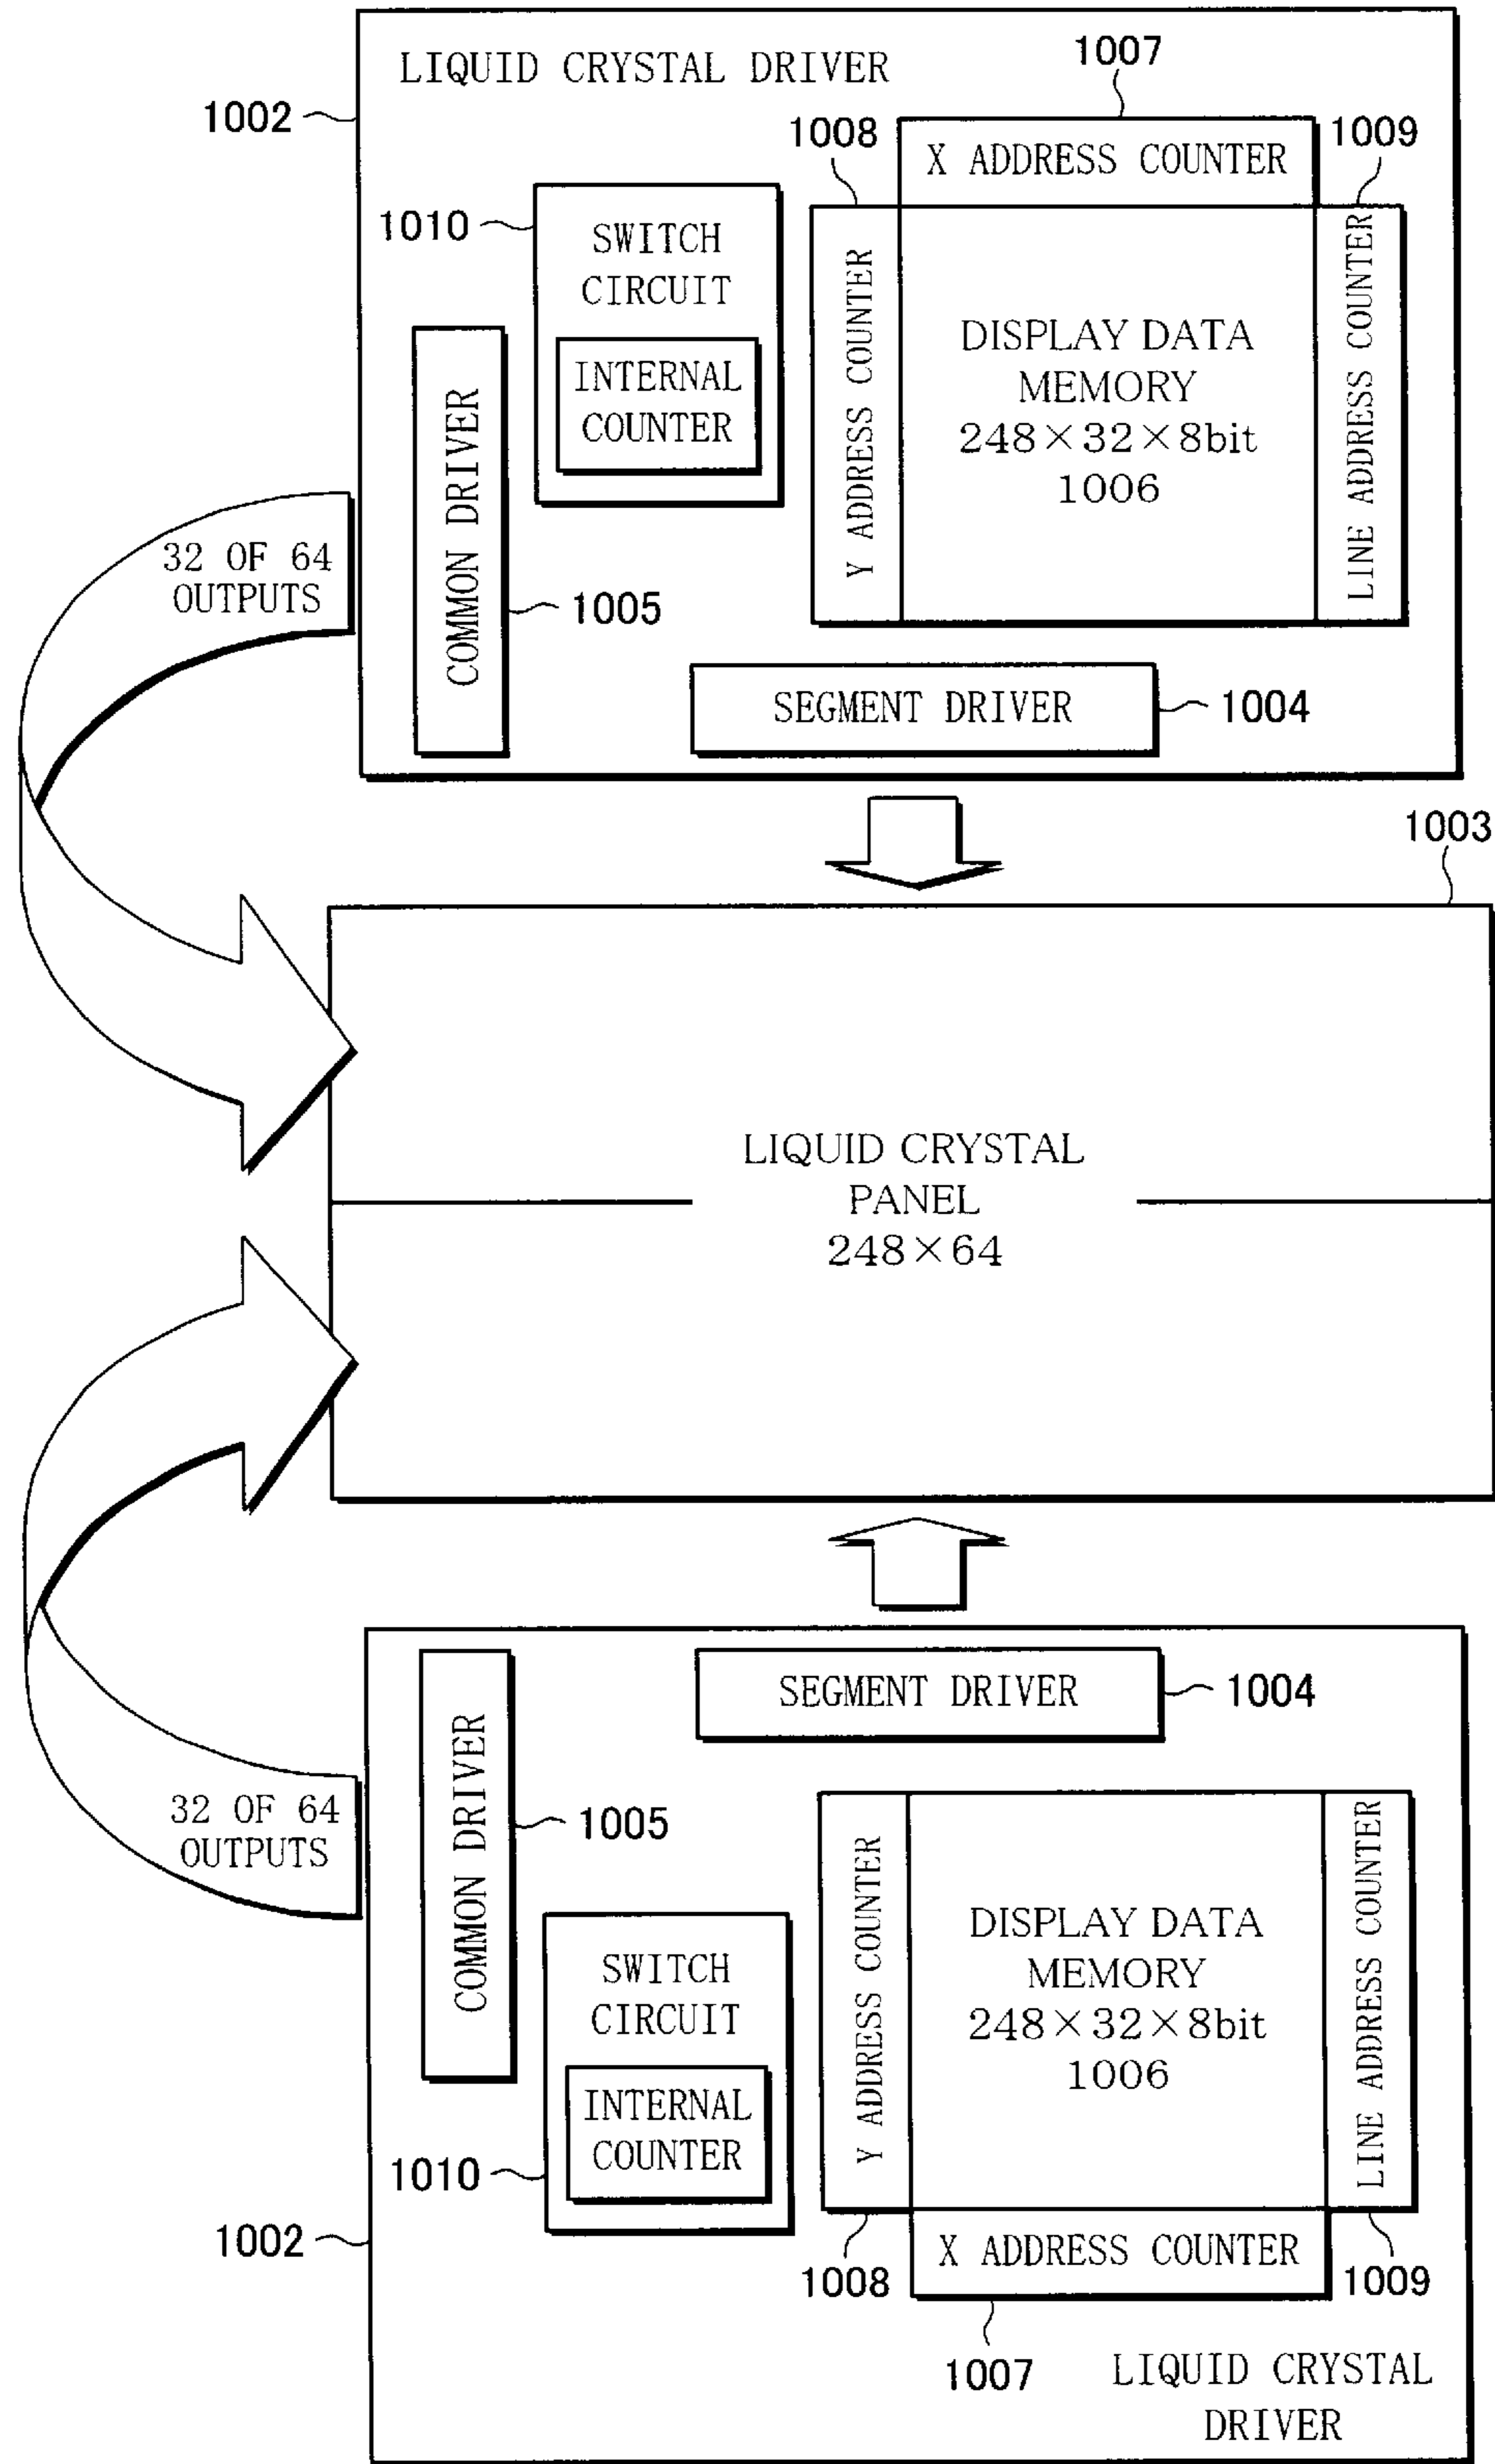 LIQUID CRYSTAL DRIVER
1007
1002
1008
1009
X ADDRESS COUNTER
1010
SWITCH
CIRCUIT
INTERNAL
COUNTER
Y ADDRESS COUNTER
DISPLAY DATA
MEMORY
248×32×8bit
1006
LINE ADDRESS COUNTER
COMMON DRIVER
32 OF 64
OUTPUTS
1005
SEGMENT DRIVER
1004
1003
LIQUID CRYSTAL
PANEL
248×64
SEGMENT DRIVER
1004
COMMON DRIVER
1005
32 OF 64
OUTPUTS
SWITCH
CIRCUIT
INTERNAL
COUNTER
1010
Y ADDRESS COUNTER
DISPLAY DATA
MEMORY
248×32×8bit
1006
LINE ADDRESS COUNTER
1002
X ADDRESS COUNTER
1008
1009
1007
LIQUID CRYSTAL
DRIVER